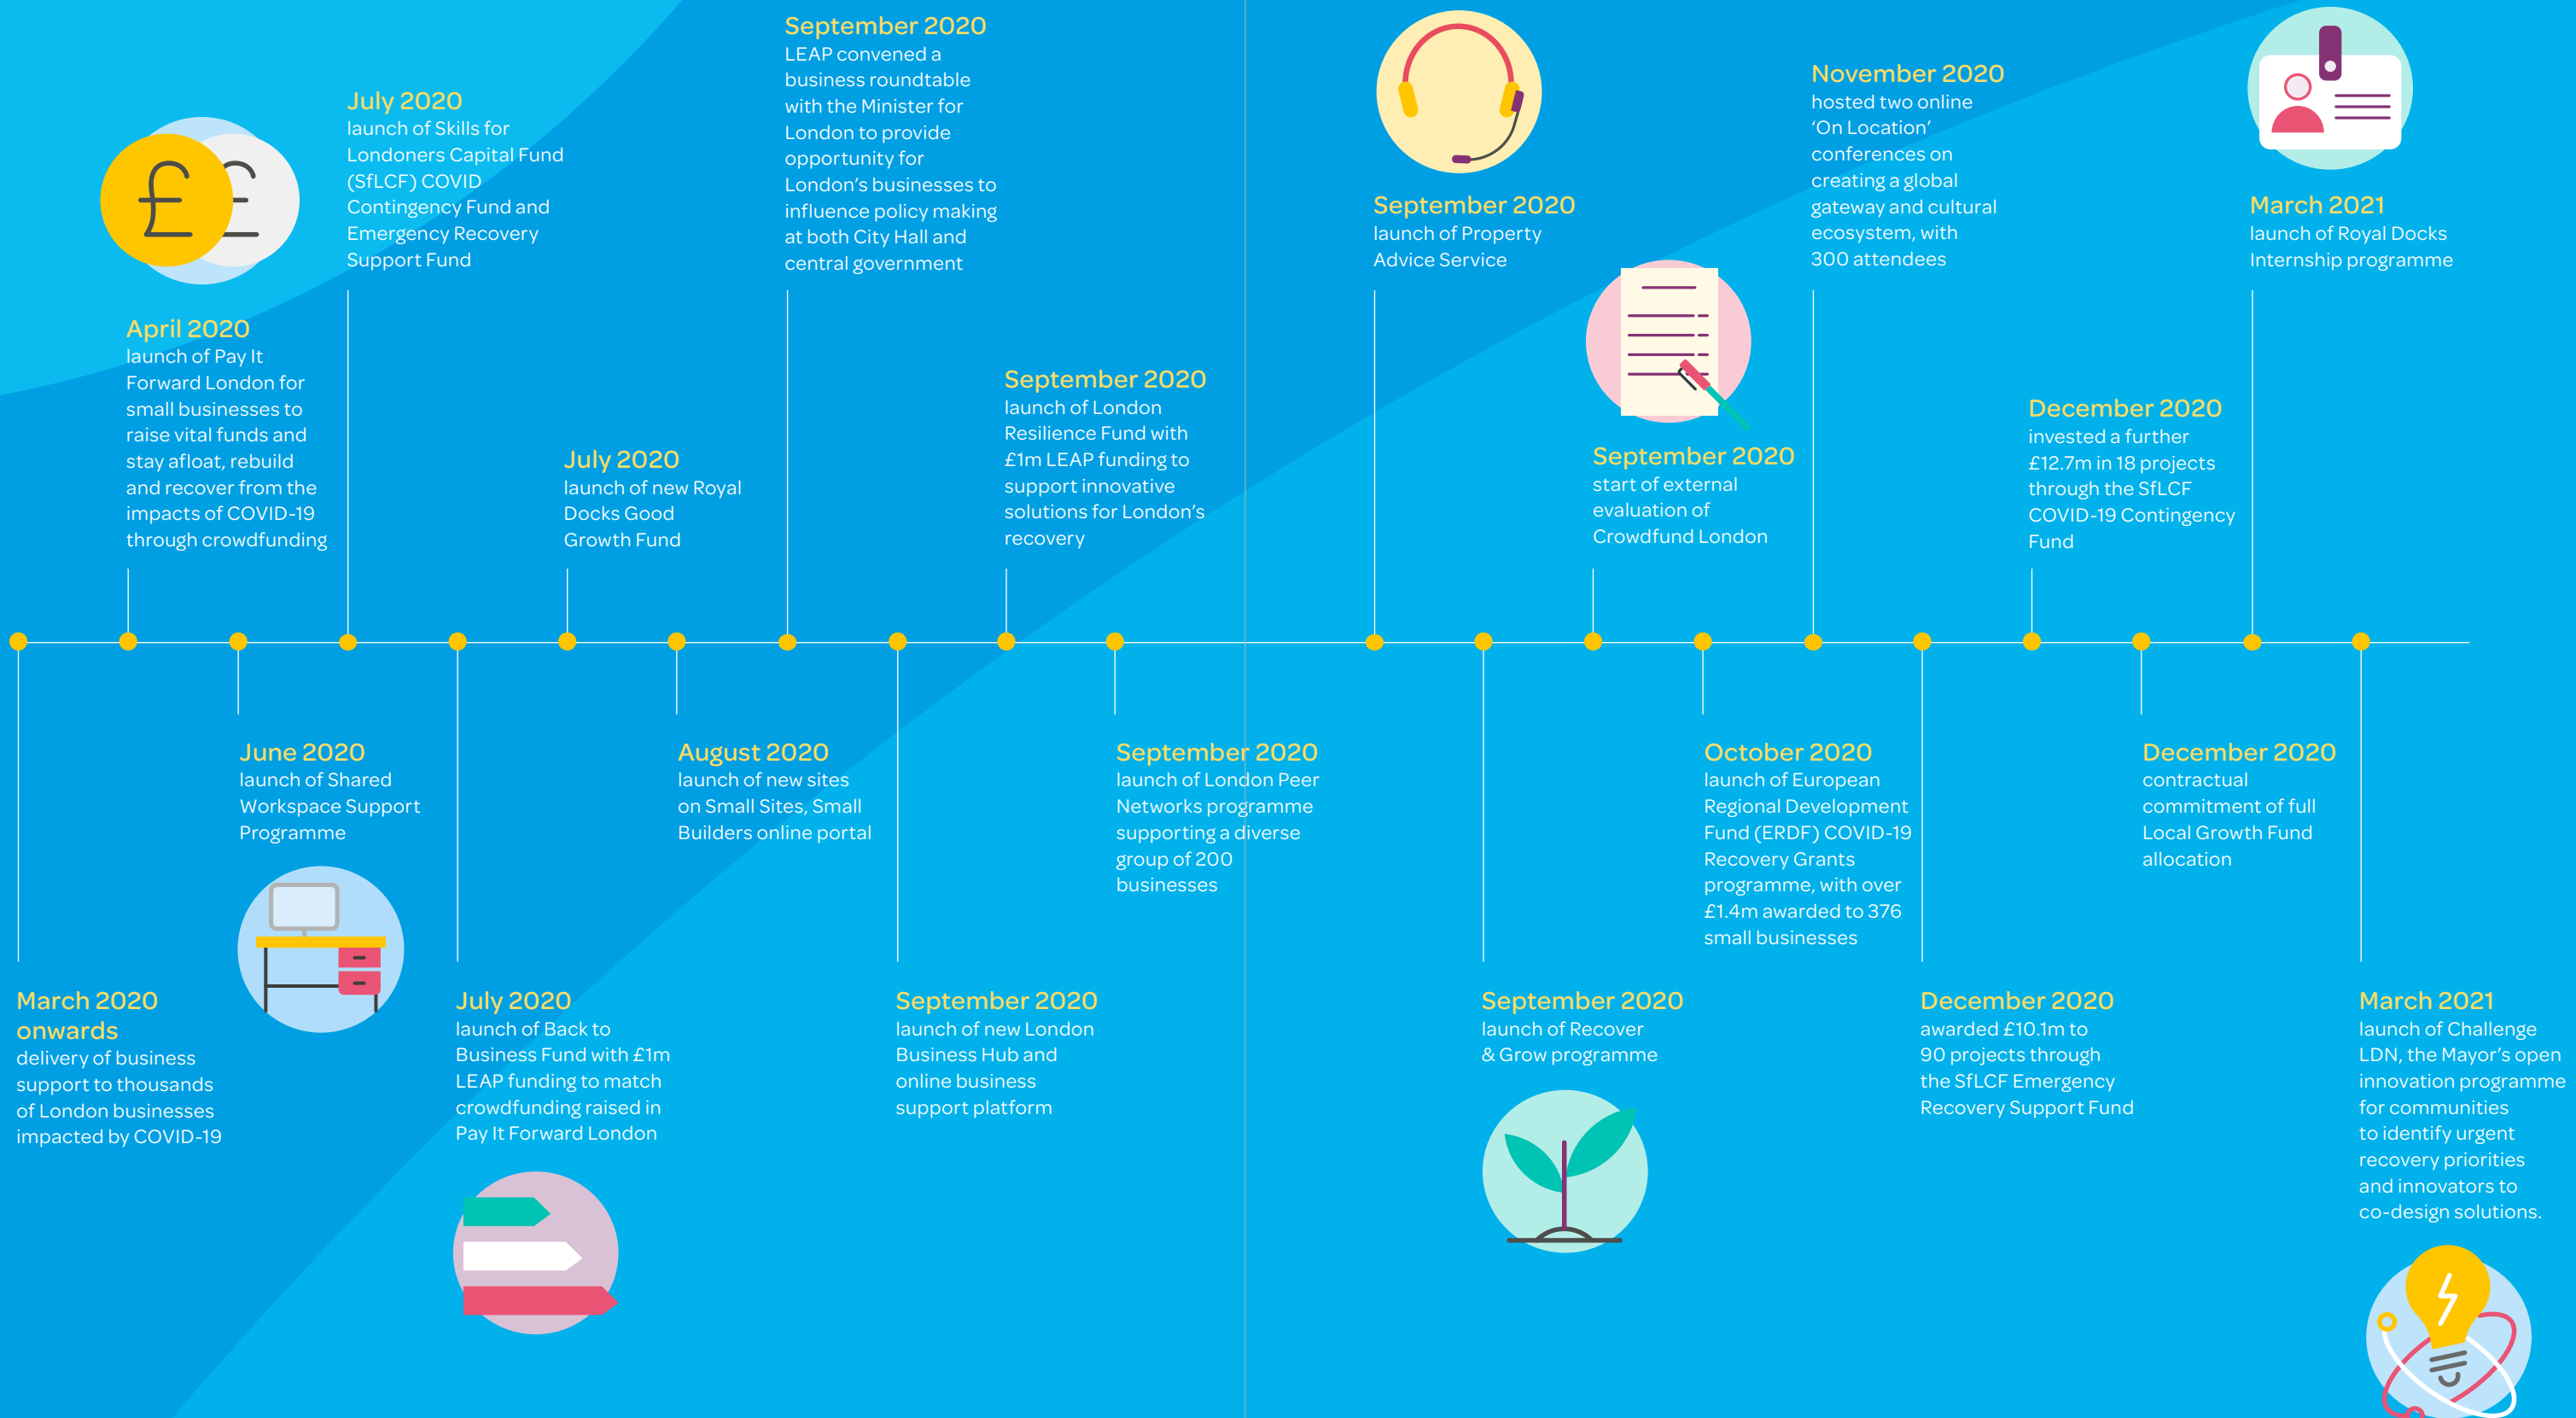 March 2020
onwards
delivery of business
support to thousands
of London businesses
impacted by COVID-19
April 2020
launch of Pay It
Forward London for
small businesses to
raise vital funds and
stay afloat, rebuild
and recover from the
impacts of COVID-19
through crowdfunding
June 2020
launch of Shared
Workspace Support
Programme
July 2020
launch of Skills for
Londoners Capital Fund
(SfLCF) COVID
Contingency Fund and
Emergency Recovery
Support Fund
July 2020
launch of Back to
Business Fund with £1m
LEAP funding to match
crowdfunding raised in
Pay It Forward London
July 2020
launch of new Royal
Docks Good
Growth Fund
August 2020
launch of new sites
on Small Sites, Small
Builders online portal
September 2020
LEAP convened a
business roundtable
with the Minister for
London to provide
opportunity for
London’s businesses to
influence policy making
at both City Hall and
central government
September 2020
launch of new London
Business Hub and
online business
support platform
September 2020
launch of London
Resilience Fund with
£1m LEAP funding to
support innovative
solutions for London’s
recovery
September 2020
launch of London Peer
Networks programme
supporting a diverse
group of 200
businesses
September 2020
launch of Property
Advice Service
September 2020
launch of Recover
& Grow programme
September 2020
start of external
evaluation of
Crowdfund London
October 2020
launch of European
Regional Development
Fund (ERDF) COVID-19
Recovery Grants
programme, with over
£1.4m awarded to 376
small businesses
November 2020
hosted two online
‘On Location’
conferences on
creating a global
gateway and cultural
ecosystem, with
300 attendees
December 2020
awarded £10.1m to
90 projects through
the SfLCF Emergency
Recovery Support Fund
December 2020
invested a further
£12.7m in 18 projects
through the SfLCF
COVID-19 Contingency
Fund
December 2020
contractual
commitment of full
Local Growth Fund
allocation
March 2021
launch of Royal Docks
Internship programme
March 2021
launch of Challenge
LDN, the Mayor’s open
innovation programme
for communities
to identify urgent
recovery priorities
and innovators to
co-design solutions.
£
£